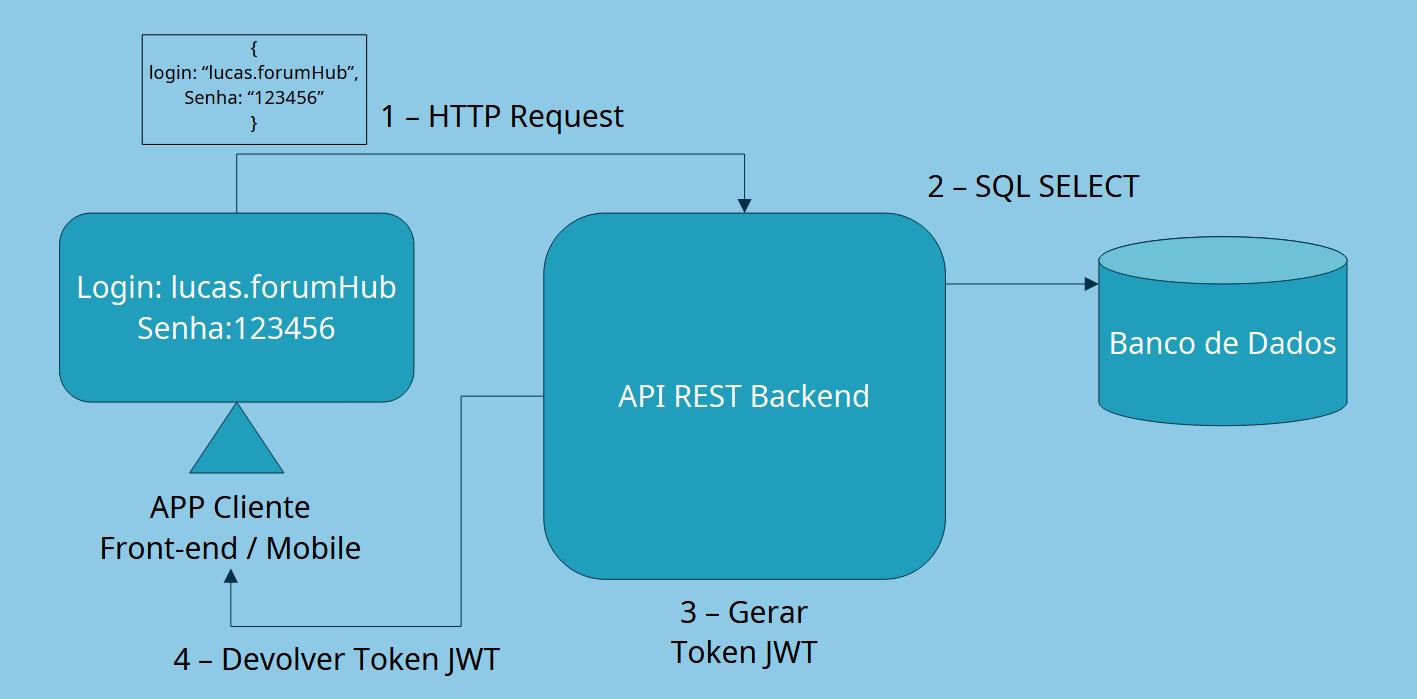 {
login: “lucas.forumHub”,
Senha: “123456”
}
1 – HTTP Request
2 – SQL SELECT
Login: lucas.forumHub
Senha:123456
API REST Backend
Banco de Dados
APP Cliente
Front-end / Mobile
3 – Gerar
Token JWT
4 – Devolver Token JWT